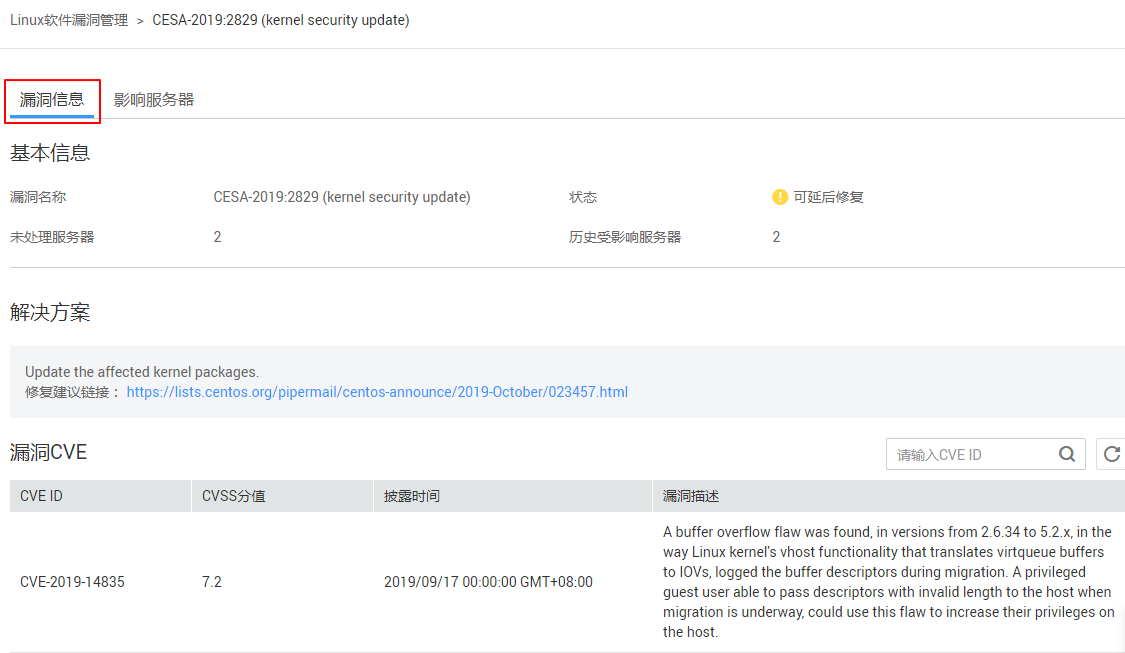 Linux软件漏洞管理 > CESA-2019:2829 (kernel security update)
漏洞信息 影响服务器
基本信息
漏洞名称 CESA-2019:2829 (kernel security update) 状态 可延后修复
未处理服务器 2 历史受影响服务器 2
解决方案
Update the affected kernel packages.
修复建议链接： https://lists.centos.org/pipermail/centos-announce/2019-October/023457.html
漏洞CVE 请输入CVE ID
CVE ID CVSS分值 披露时间 漏洞描述
A buffer overflow flaw was found, in versions from 2.6.34 to 5.2.x, in the
way Linux kernel's vhost functionality that translates virtqueue buffers
to IOVs, logged the buffer descriptors during migration. A privileged
CVE-2019-14835 7.2 2019/09/17 00:00:00 GMT+08:00 guest user able to pass descriptors with invalid length to the host when
migration is underway, could use this flaw to increase their privileges on
the host.